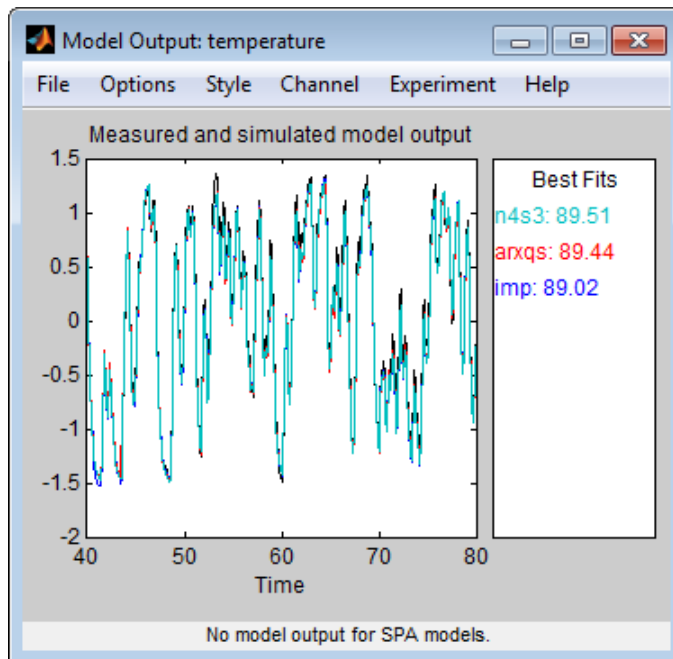 Model Output: temperature
File Options Style Channel Experiment Help
Measured and simulated model output
1.5
1
0.5
0
-0.5
-1
-1.5
-2
40 50 60 70 80
Time
Best Fits
n4s3: 89.51
arxqs: 89.44
imp: 89.02
No model output for SPA models.